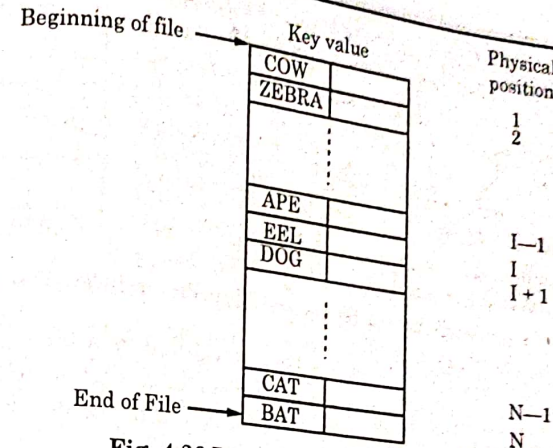 Beginning of file
Key value
Physical position
COW 1
ZEBRA 2
APE I—1
EEL I
DOG I + 1
CAT N—1
End of File BAT N
Fig.